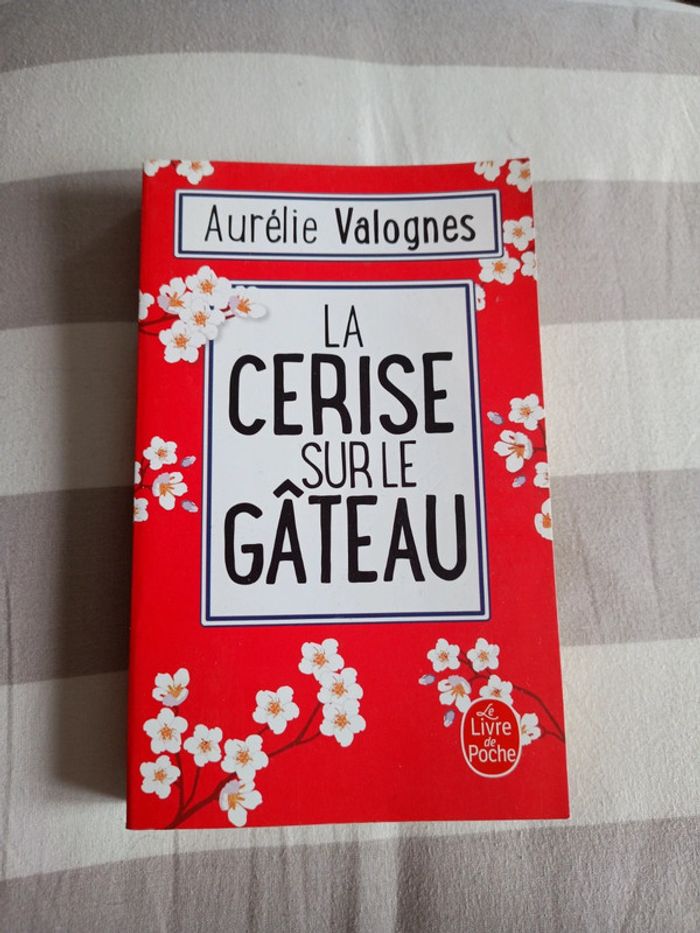 Aurélie Valognes
LA
CERISE
SUR LE
GÂTEAU
Le
Livre
de
Poche